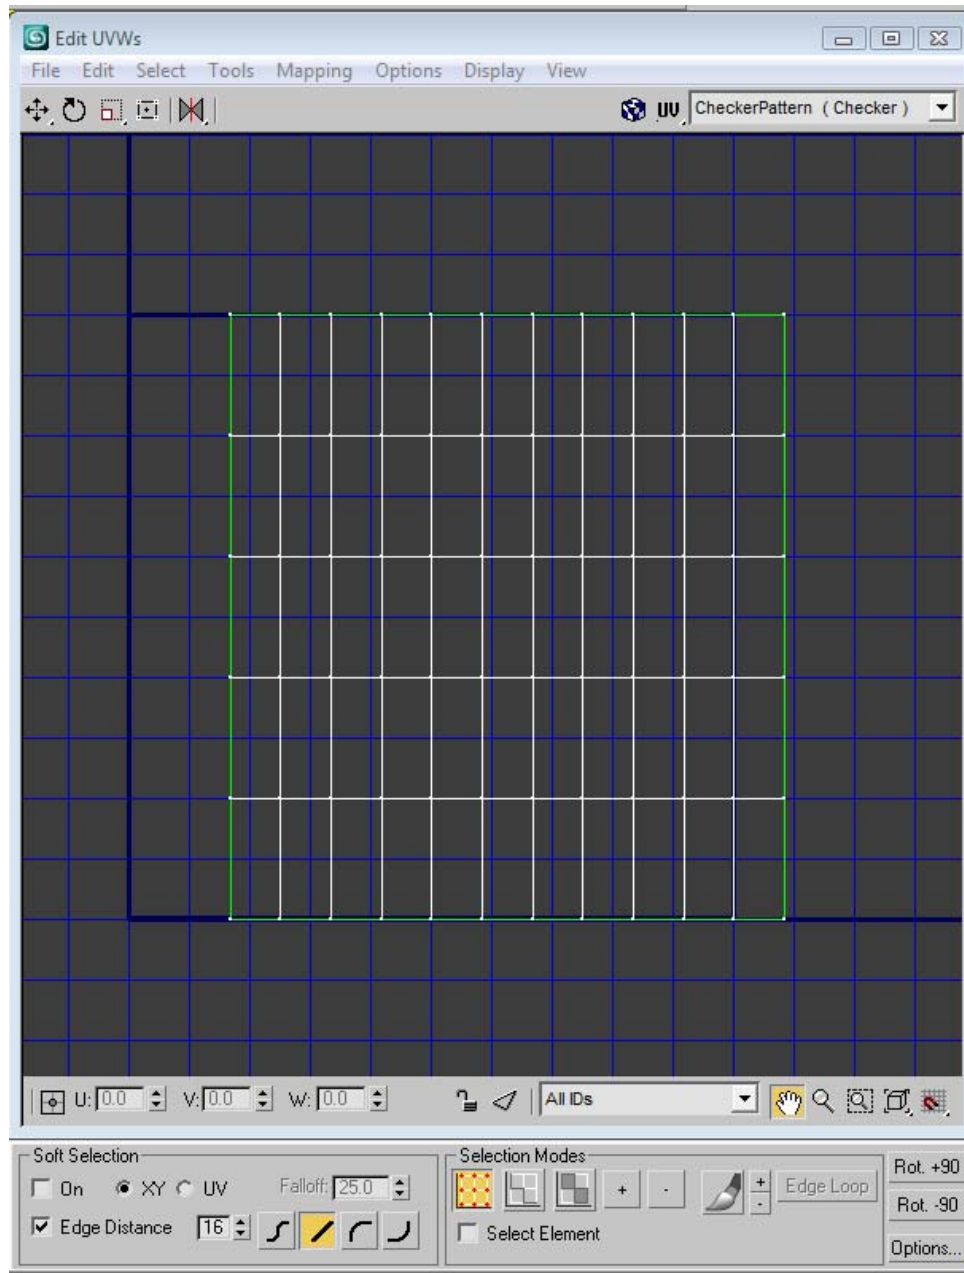 Edit UVWs
File Edit Select Tools Mapping Options Display View
UV CheckerPattern ( Checker )
U: 0.0 V: 0.0 W: 0.0 All IDs
Soft Selection
On XY UV Falloff: 25.0
Edge Distance 16
Selection Modes
+ - + - Edge Loop
Select Element
Rot. +90
Rot. -90
Options...